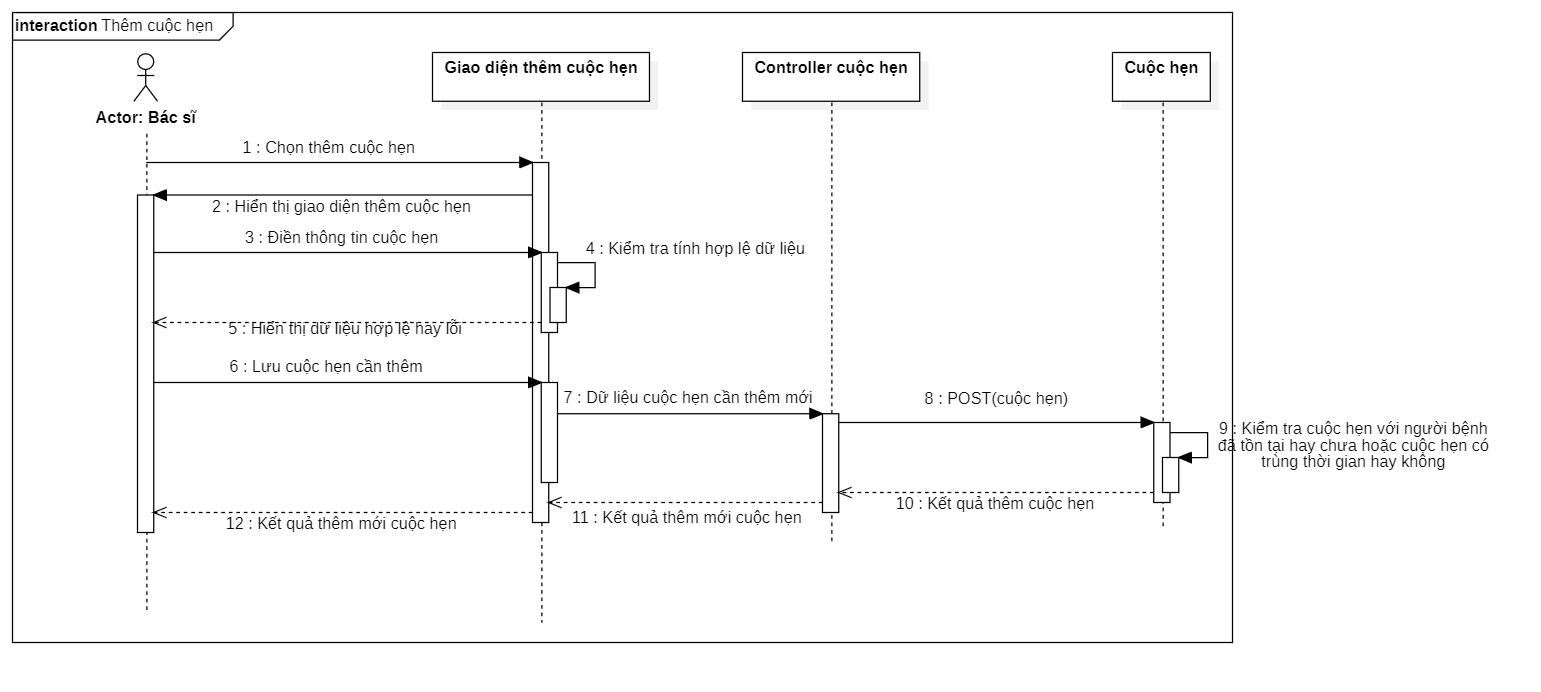 interaction Thêm cuộc hẹn
Giao diện thêm cuộc hẹn
Controller cuộc hẹn
Cuộc hẹn
Actor: Bác sĩ
1 : Chọn thêm cuộc hẹn
2 : Hiển thị giao diện thêm cuộc hẹn
3 : Điền thông tin cuộc hẹn
4 : Kiểm tra tính hợp lệ dữ liệu
5 : Hiển thị dữ liệu hợp lệ hay lỗi
6 : Lưu cuộc hẹn cần thêm
7 : Dữ liệu cuộc hẹn cần thêm mới
8 : POST(cuộc hẹn)
9 : Kiểm tra cuộc hẹn với người bệnh
đã tồn tại hay chưa hoặc cuộc hẹn có
trùng thời gian hay không
10 : Kết quả thêm cuộc hẹn
11 : Kết quả thêm mới cuộc hẹn
12 : Kết quả thêm mới cuộc hẹn